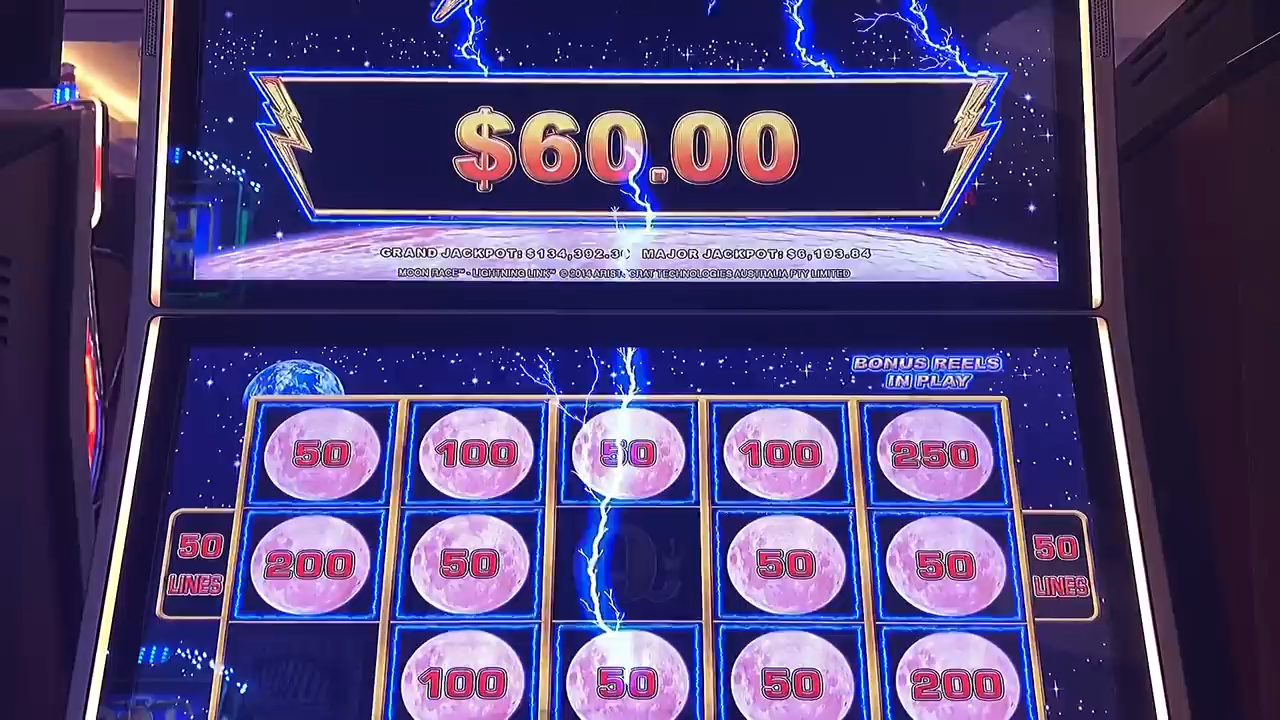 $60.00
GRAND JACKPOT: $134,392.3 MAJOR JACKPOT: $6,193.64
MOON RACE™ - LIGHTNING LINK™ © 2014 ARISTOCRAT TECHNOLOGIES AUSTRALIA PTY LIMITED
BONUS REELS
IN PLAY
50 100 50 100 250
50 LINES
200 50 50 50
50 LINES
100 50 50 200